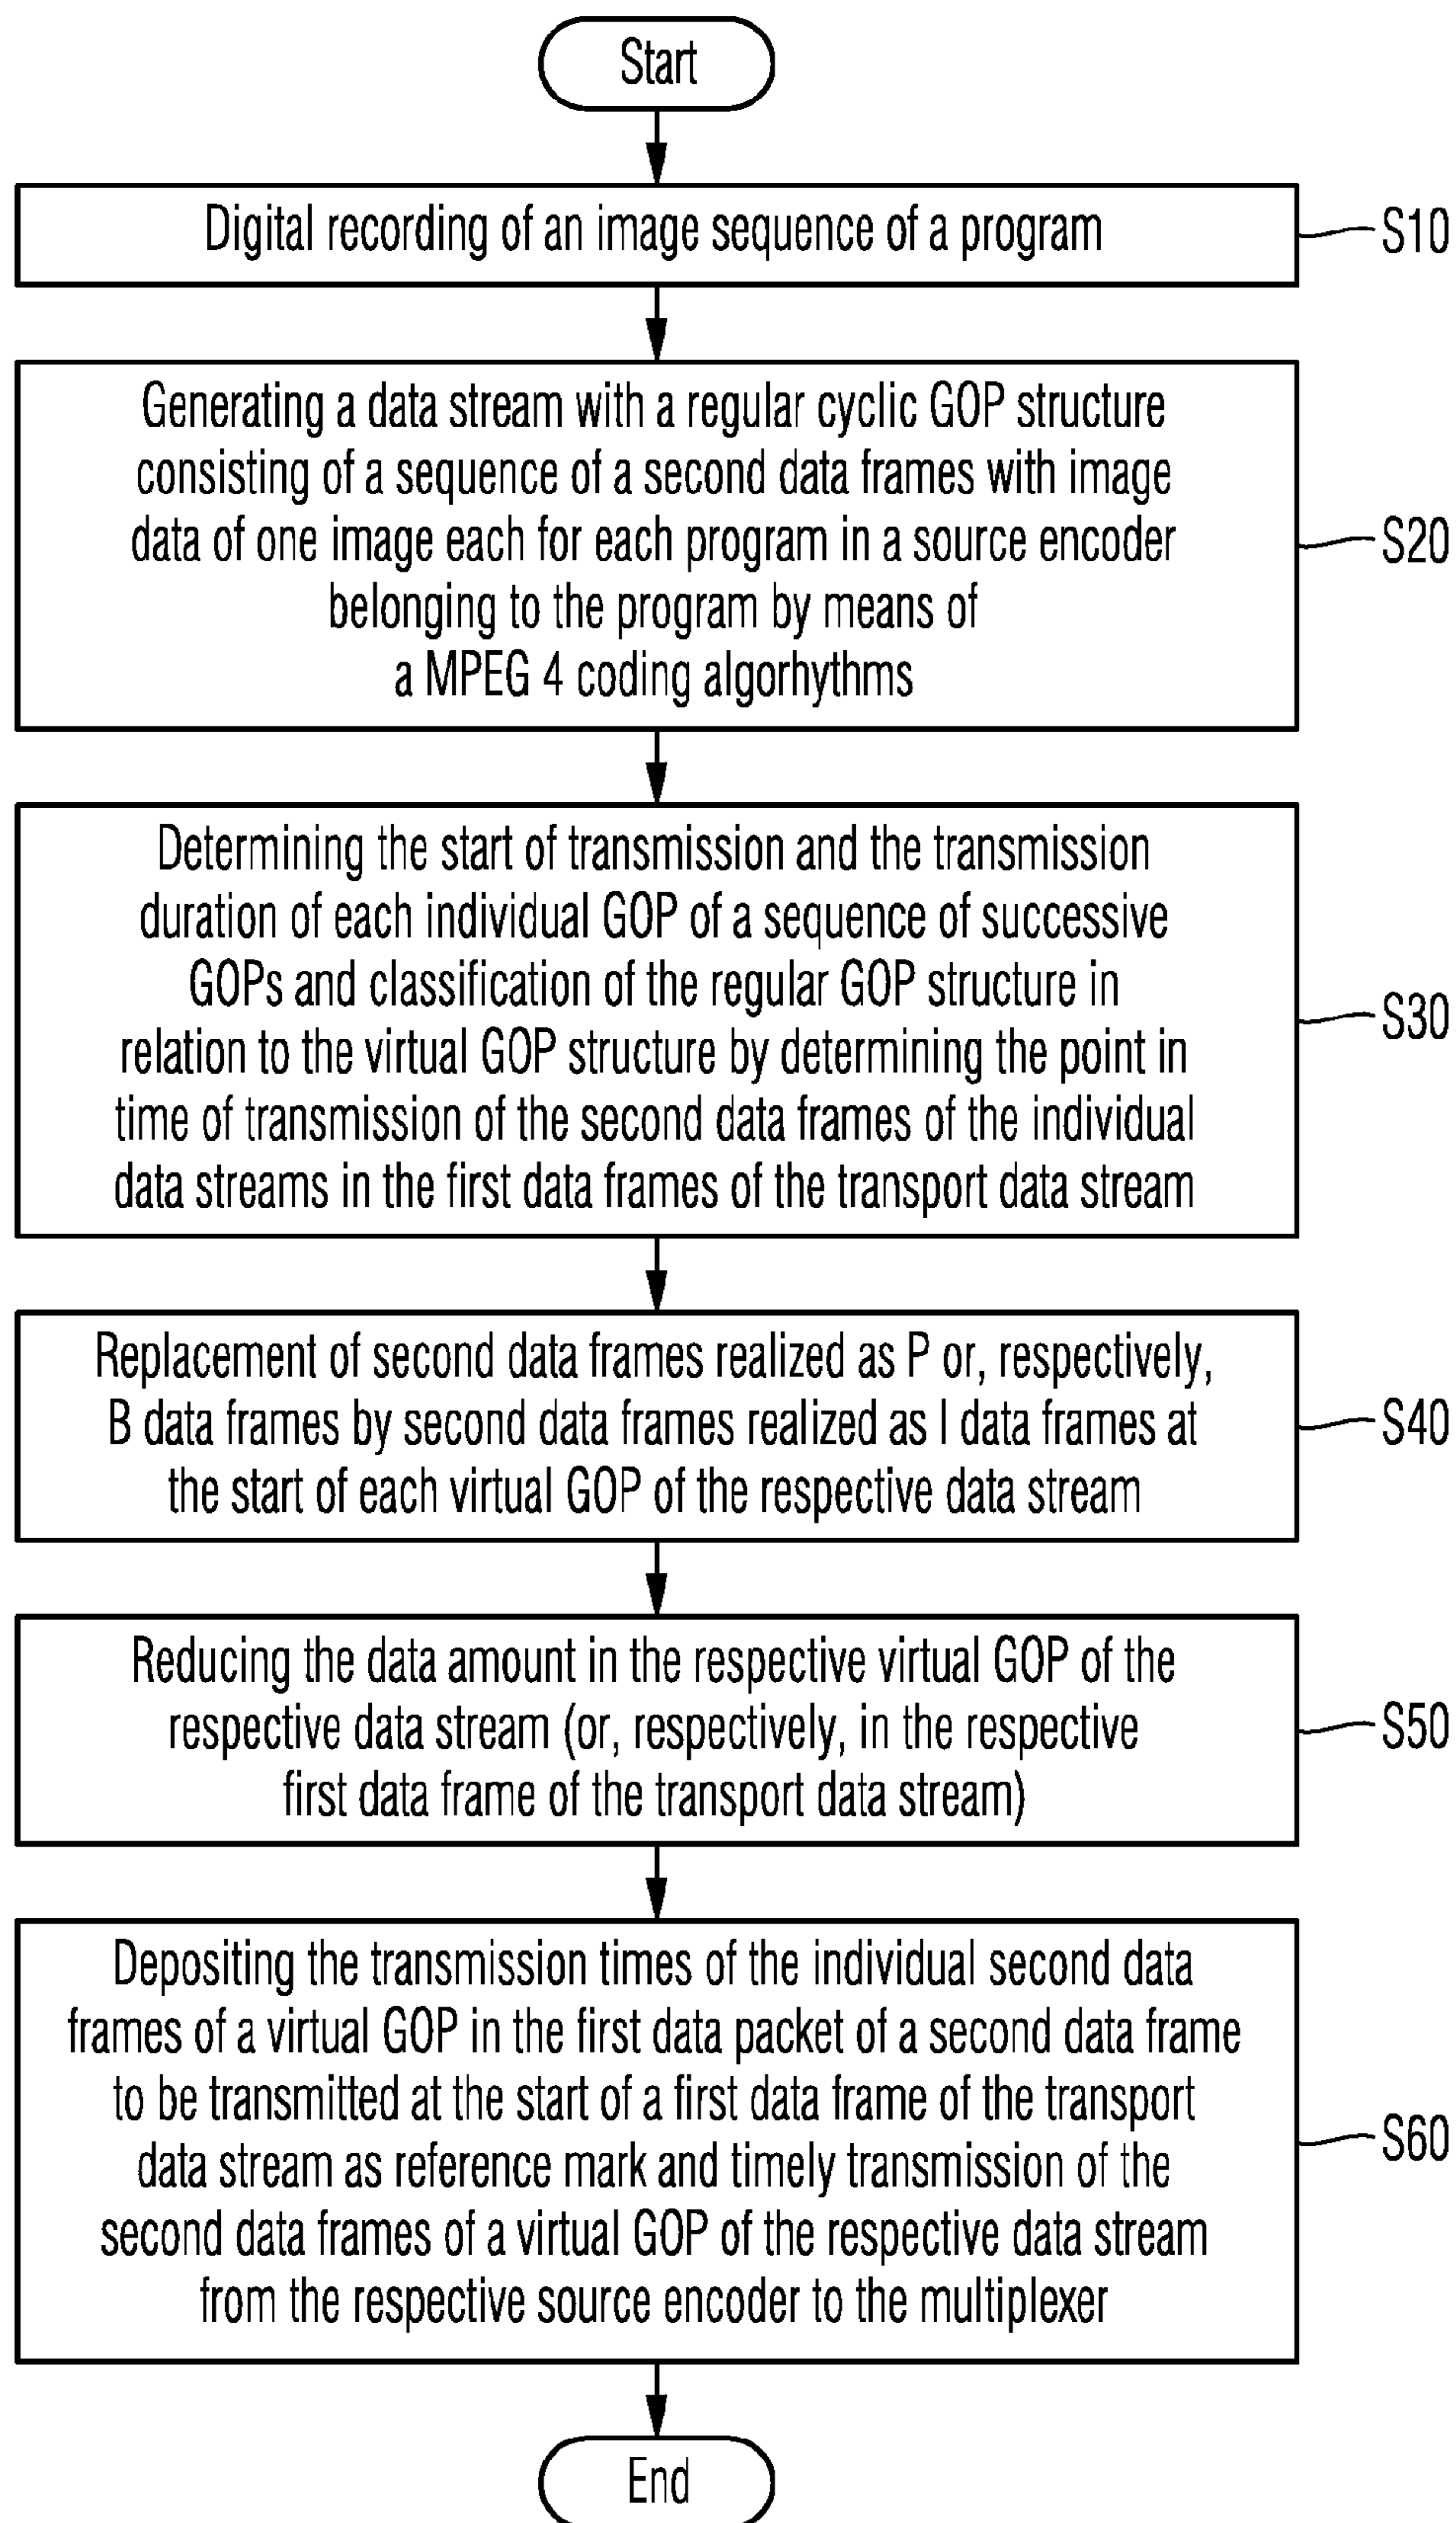 Start
Digital recording of an image sequence of a program
S10
Generating a data stream with a regular cyclic GOP structure
consisting of a sequence of a second data frames with image
data of one image each for each program in a source encoder
belonging to the program by means of
a MPEG 4 coding algorhythms
S20
Determining the start of transmission and the transmission
duration of each individual GOP of a sequence of successive
GOPs and classification of the regular GOP structure in
relation to the virtual GOP structure by determining the point in
time of transmission of the second data frames of the individual
data streams in the first data frames of the transport data stream
S30
Replacement of second data frames realized as P or, respectively,
B data frames by second data frames realized as I data frames at
the start of each virtual GOP of the respective data stream
S40
Reducing the data amount in the respective virtual GOP of the
respective data stream (or, respectively, in the respective
first data frame of the transport data stream)
S50
Depositing the transmission times of the individual second data
frames of a virtual GOP in the first data packet of a second data frame
to be transmitted at the start of a first data frame of the transport
data stream as reference mark and timely transmission of the
second data frames of a virtual GOP of the respective data stream
from the respective source encoder to the multiplexer
S60
End